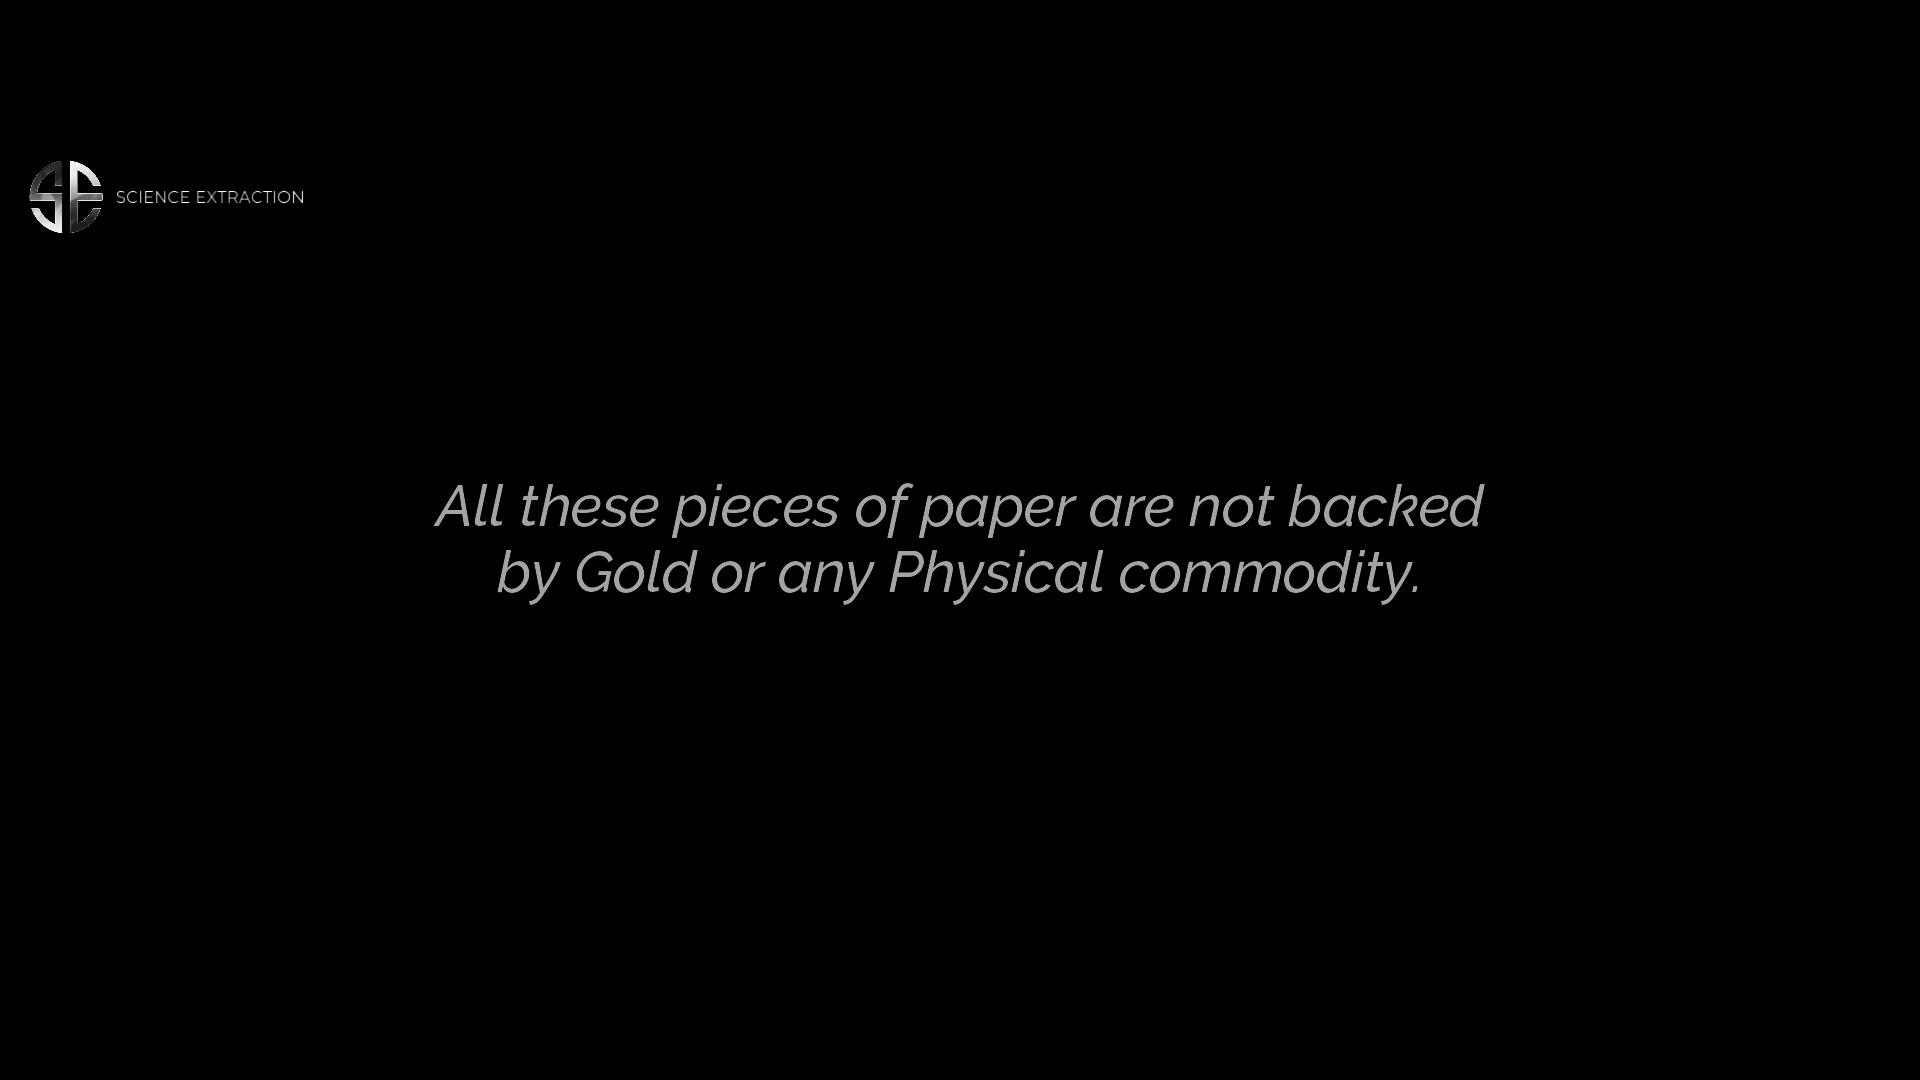 SCIENCE EXTRACTION
All these pieces of paper are not backed
by Gold or any Physical commodity.